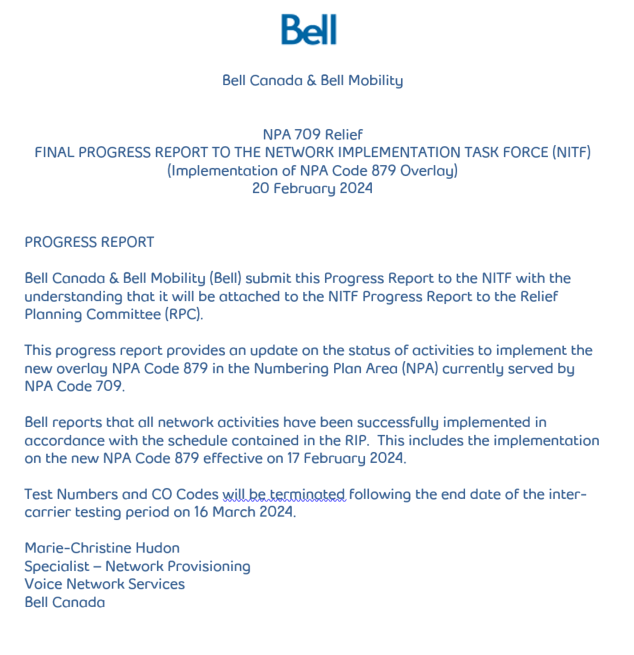 Bell
Bell Canada & Bell Mobility
NPA 709 Relief
FINAL PROGRESS REPORT TO THE NETWORK IMPLEMENTATION TASK FORCE (NITF)
(Implementation of NPA Code 879 Overlay)
20 February 2024
PROGRESS REPORT
Bell Canada & Bell Mobility (Bell) submit this Progress Report to the NITF with the
understanding that it will be attached to the NITF Progress Report to the Relief
Planning Committee (RPC).
This progress report provides an update on the status of activities to implement the
new overlay NPA Code 879 in the Numbering Plan Area (NPA) currently served by
NPA Code 709.
Bell reports that all network activities have been successfully implemented in
accordance with the schedule contained in the RIP.  This includes the implementation
on the new NPA Code 879 effective on 17 February 2024.
Test Numbers and CO Codes will be terminated following the end date of the inter-
carrier testing period on 16 March 2024.
Marie-Christine Hudon
Specialist – Network Provisioning
Voice Network Services
Bell Canada